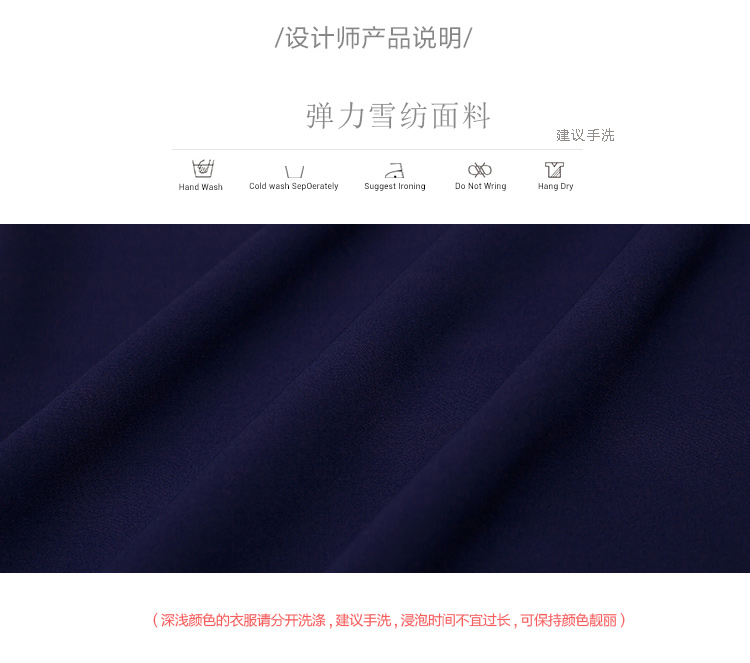 /设计师产品说明/
弹力雪纺面料
建议手洗
Hand Wash
Cold wash SepOerately
Suggest Ironing
Do Not Wring
Hang Dry
(深浅颜色的衣服请分开洗涤,建议手洗,浸泡时间不宜过长,可保持颜色靓丽)